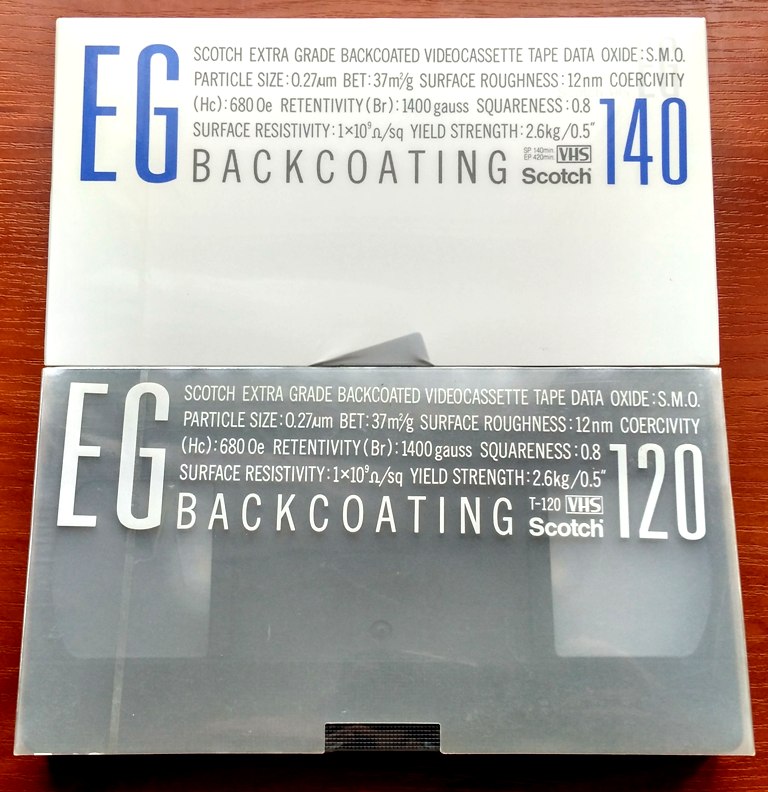 EG
SCOTCH EXTRA GRADE BACKCOATED VIDEOCASSETTE TAPE DATA OXIDE:S.M.O.
PARTICLE SIZE:0.27μm BET:37m²/g SURFACE ROUGHNESS:12nm COERCIVITY
(Hc):680 Oe RETENTIVITY(Br):1400gauss SQUARENESS:0.8
SURFACE RESISTIVITY:1×10⁹Ω/sq YIELD STRENGTH:2.6kg/0.5"
BACKCOATING
SP 140min.
EP 420min.
VHS
Scotch
140
EG
SCOTCH EXTRA GRADE BACKCOATED VIDEOCASSETTE TAPE DATA OXIDE:S.M.O.
PARTICLE SIZE:0.27μm BET:37m²/g SURFACE ROUGHNESS:12nm COERCIVITY
(Hc):680 Oe RETENTIVITY(Br):1400gauss SQUARENESS:0.8
SURFACE RESISTIVITY:1×10⁹Ω/sq YIELD STRENGTH:2.6kg/0.5"
BACKCOATING
T-120 VHS
Scotch
120